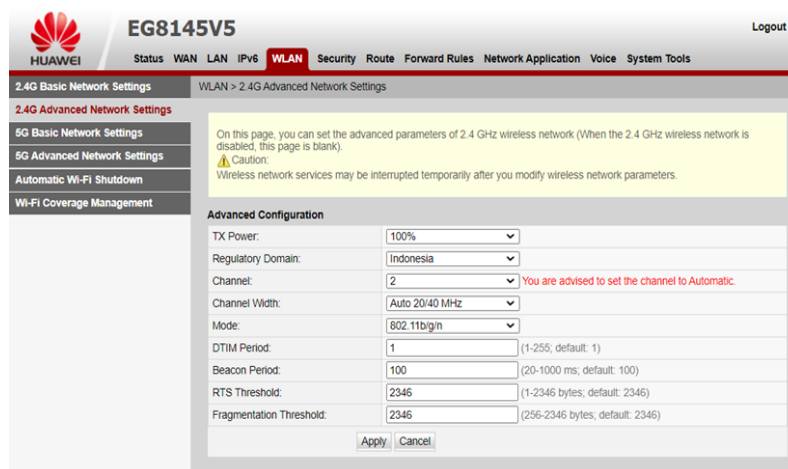 EG8145V5
Logout
HUAWEI
Status WAN LAN IPv6 WLAN Security Route Forward Rules Network Application Voice System Tools
2.4G Basic Network Settings
2.4G Advanced Network Settings
5G Basic Network Settings
5G Advanced Network Settings
Automatic Wi-Fi Shutdown
Wi-Fi Coverage Management
WLAN > 2.4G Advanced Network Settings
On this page, you can set the advanced parameters of 2.4 GHz wireless network (When the 2.4 GHz wireless network is
disabled, this page is blank).
Caution:
Wireless network services may be interrupted temporarily after you modify wireless network parameters.
Advanced Configuration
TX Power: 100%
Regulatory Domain: Indonesia
Channel: 2 You are advised to set the channel to Automatic.
Channel Width: Auto 20/40 MHz
Mode: 802.11b/g/n
DTIM Period: 1 (1-255; default: 1)
Beacon Period: 100 (20-1000 ms; default: 100)
RTS Threshold: 2346 (1-2346 bytes; default: 2346)
Fragmentation Threshold: 2346 (256-2346 bytes; default: 2346)
Apply Cancel